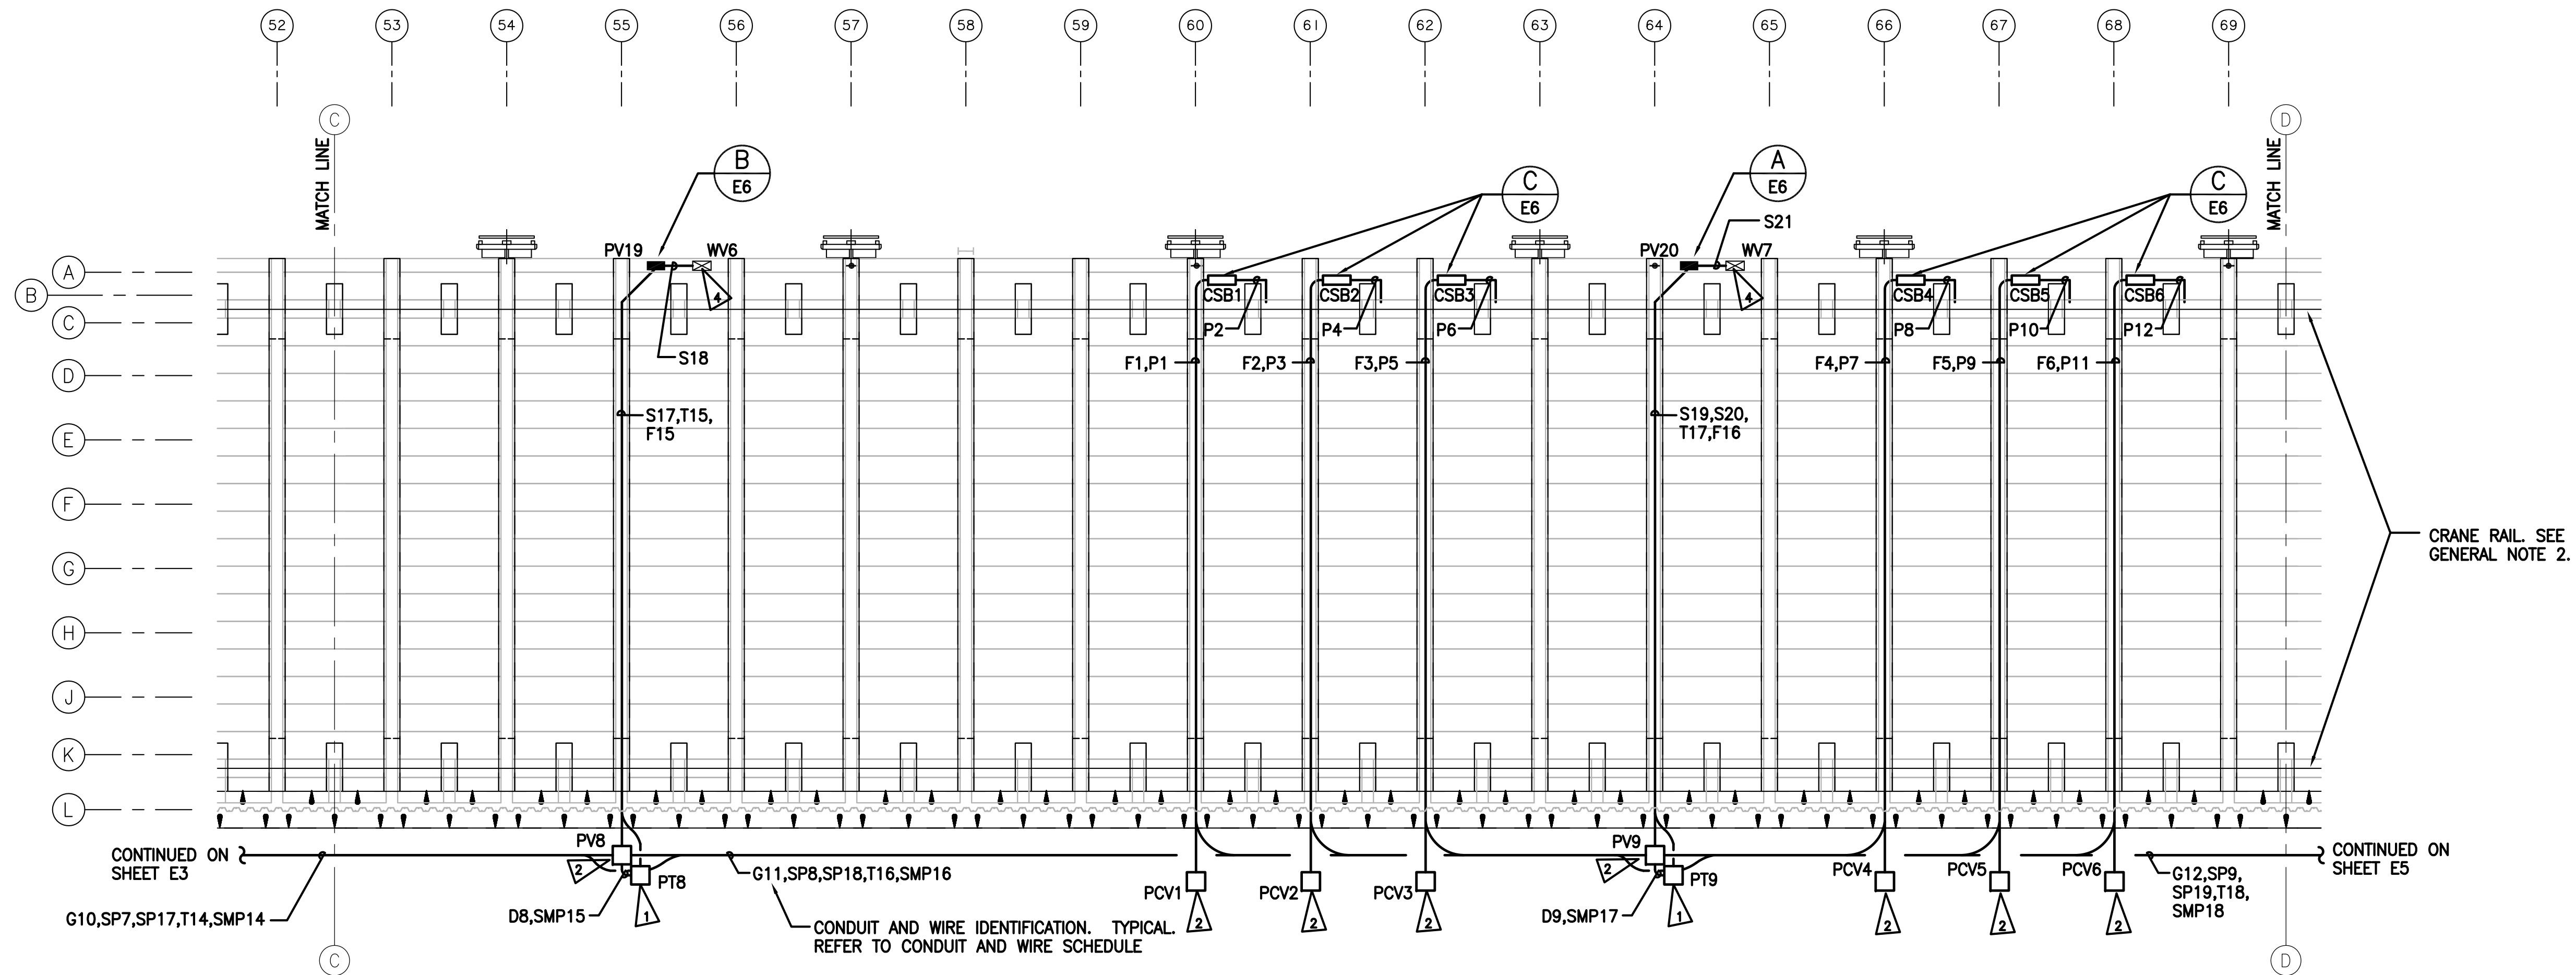 52 53 54 55 56 57 58 59 60 61 62 63 64 65 66 67 68 69
C
D
MATCH LINE
MATCH LINE
B
E6
A
E6
C
E6
C
E6
S21
PV19
WV6
PV20
WV7
A
B
C
D
E
F
G
H
J
K
L
4
4
CSB1
CSB2
CSB3
CSB4
CSB5
CSB6
P2
P4
P6
P8
P10
P12
S18
F1,P1
F2,P3
F3,P5
F4,P7
F5,P9
F6,P11
S17,T15,
F15
S19,S20,
T17,F16
CRANE RAIL. SEE
GENERAL NOTE 2.
CONTINUED ON
SHEET E3
PV8
2
PT8
1
PV9
2
PT9
1
PCV1
2
PCV2
2
PCV3
2
PCV4
2
PCV5
2
PCV6
2
CONTINUED ON
SHEET E5
G10,SP7,SP17,T14,SMP14
D8,SMP15
G11,SP8,SP18,T16,SMP16
D9,SMP17
G12,SP9,
SP19,T18,
SMP18
CONDUIT AND WIRE IDENTIFICATION. TYPICAL.
REFER TO CONDUIT AND WIRE SCHEDULE
C
D